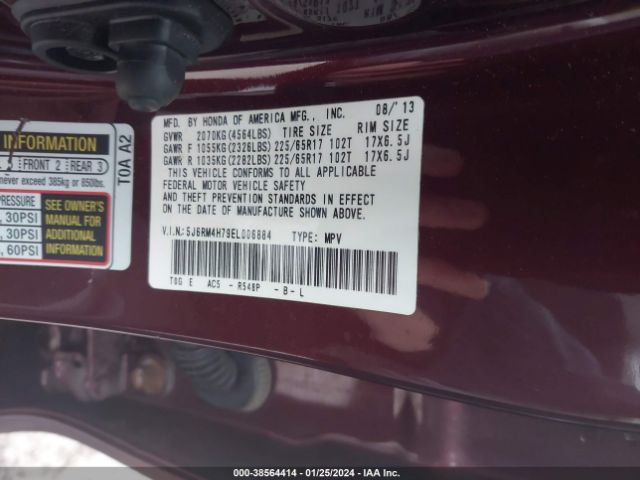 MFD. BY HONDA OF AMERICA MFG., INC. 08/'13
GVWR 2070KG(4564LBS) TIRE SIZE RIM SIZE
GAWR F 1055KG(2326LBS) 225/65R17 102T 17X6.5J
GAWR R 1035KG(2282LBS) 225/65R17 102T 17X6.5J
THIS VEHICLE CONFORMS TO ALL APPLICABLE
FEDERAL MOTOR VEHICLE SAFETY
AND THEFT PREVENTION STANDARDS IN EFFECT
ON THE DATE OF MANUFACTURE SHOWN ABOVE.
V.I.N.:5J6RM4H79EL006884 TYPE: MPV
T0G E AC5 - R548P - B - L
INFORMATION
FRONT 2 REAR 3
never exceed 385kg or 850lbs.
PRESSURE SEE OWNER'S
, 30PSI MANUAL FOR
, 30PSI ADDITIONAL
, 60PSI INFORMATION
T0A A2
000-38564414 - 01/25/2024 - IAA Inc.